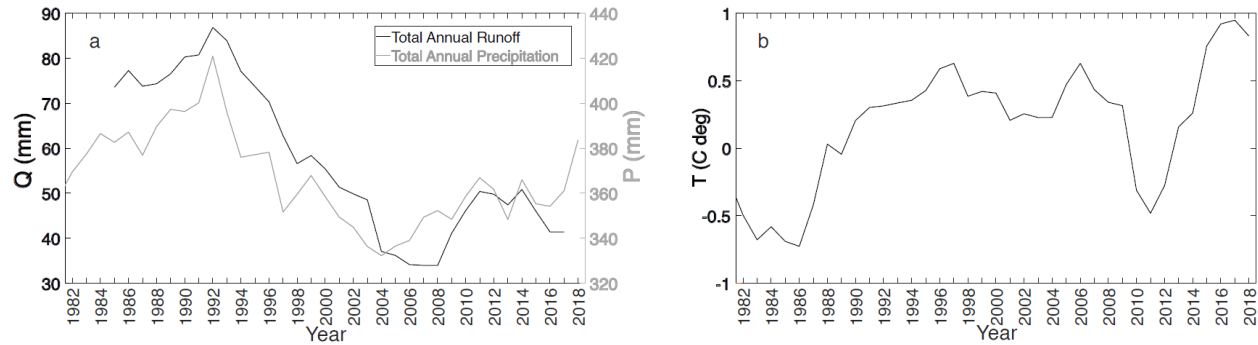 a
Total Annual Runoff
Total Annual Precipitation
Q (mm)
90
80
70
60
50
40
30
P (mm)
440
420
400
380
360
340
320
1982 1984 1986 1988 1990 1992 1994 1996 1998 2000 2002 2004 2006 2008 2010 2012 2014 2016 2018
Year
b
T (C deg)
1
0.5
0
-0.5
-1
1982 1984 1986 1988 1990 1992 1994 1996 1998 2000 2002 2004 2006 2008 2010 2012 2014 2016 2018
Year